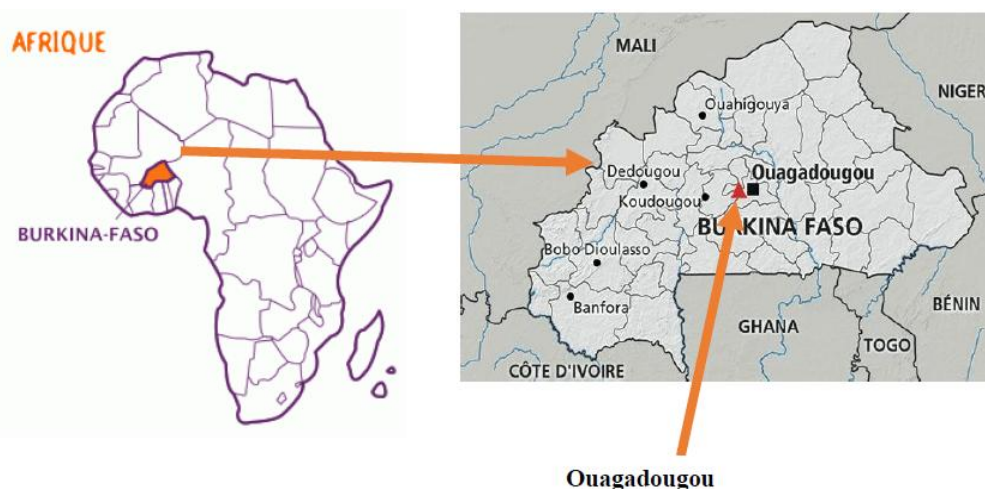 AFRIQUE
BURKINA-FASO
MALI
NIGER
Ouahigouya
Dedougou
Ouagadougou
Koudougou
BURKINA FASO
Bobo Dioulasso
Banfora
BÉNIN
GHANA
TOGO
CÔTE D'IVOIRE
Ouagadougou